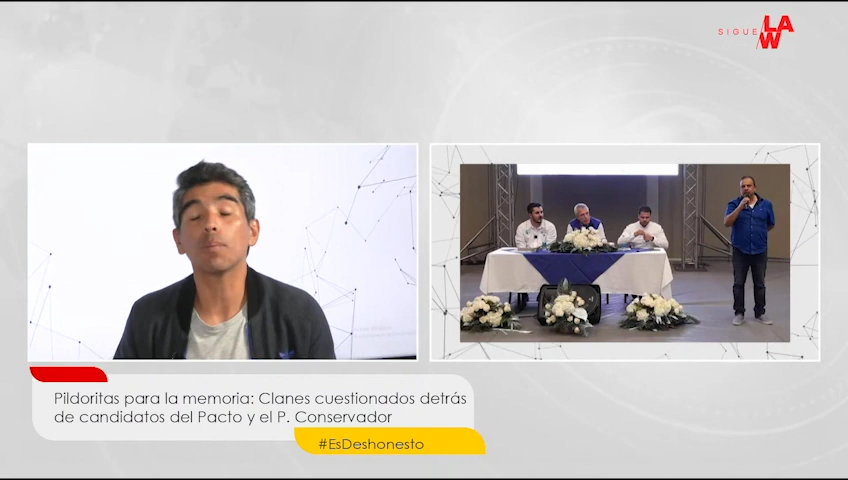 SIGUE LA W
Pildoritas para la memoria: Clanes cuestionados detrás
de candidatos del Pacto y el P. Conservador
#EsDeshonesto